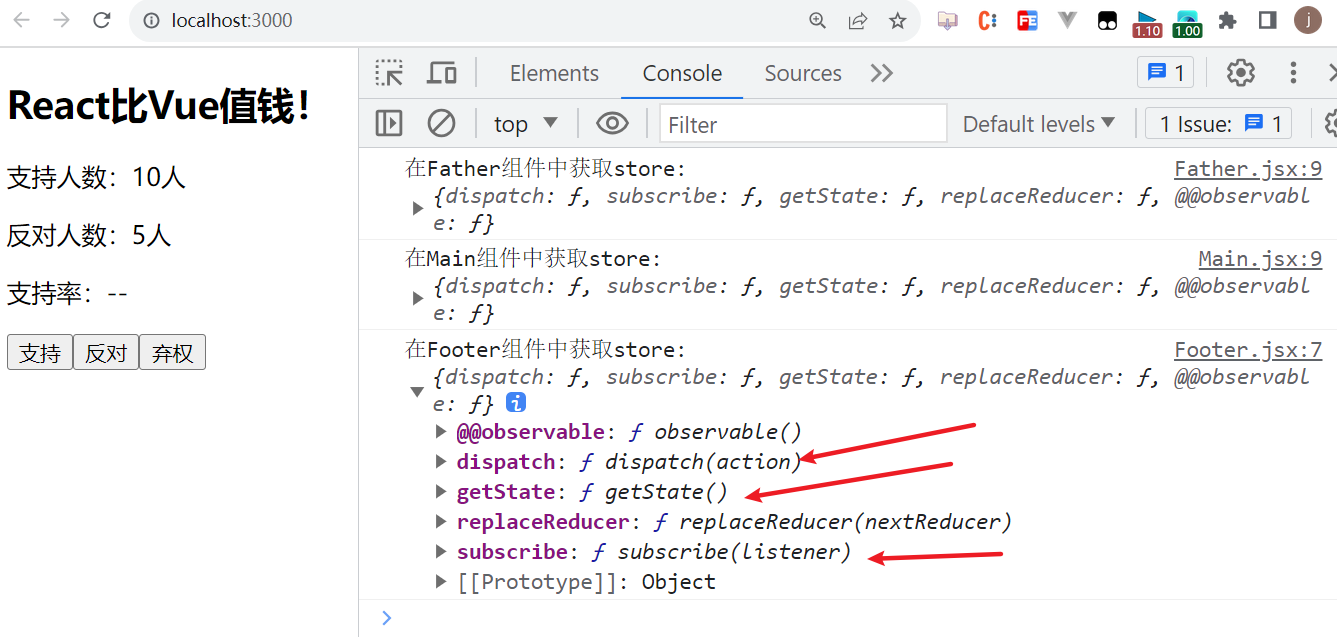 localhost:3000
1.10
1.00
j
React比Vue值钱！
支持人数：10人
反对人数：5人
支持率：--
支持 反对 弃权
Elements Console Sources 1
top Filter Default levels 1 Issue: 1
在Father组件中获取store: Father.jsx:9
{dispatch: ƒ, subscribe: ƒ, getState: ƒ, replaceReducer: ƒ, @@observabl
e: ƒ}
在Main组件中获取store: Main.jsx:9
{dispatch: ƒ, subscribe: ƒ, getState: ƒ, replaceReducer: ƒ, @@observabl
e: ƒ}
在Footer组件中获取store: Footer.jsx:7
{dispatch: ƒ, subscribe: ƒ, getState: ƒ, replaceReducer: ƒ, @@observabl
e: ƒ} i
@@observable: ƒ observable()
dispatch: ƒ dispatch(action)
getState: ƒ getState()
replaceReducer: ƒ replaceReducer(nextReducer)
subscribe: ƒ subscribe(listener)
[[Prototype]]: Object